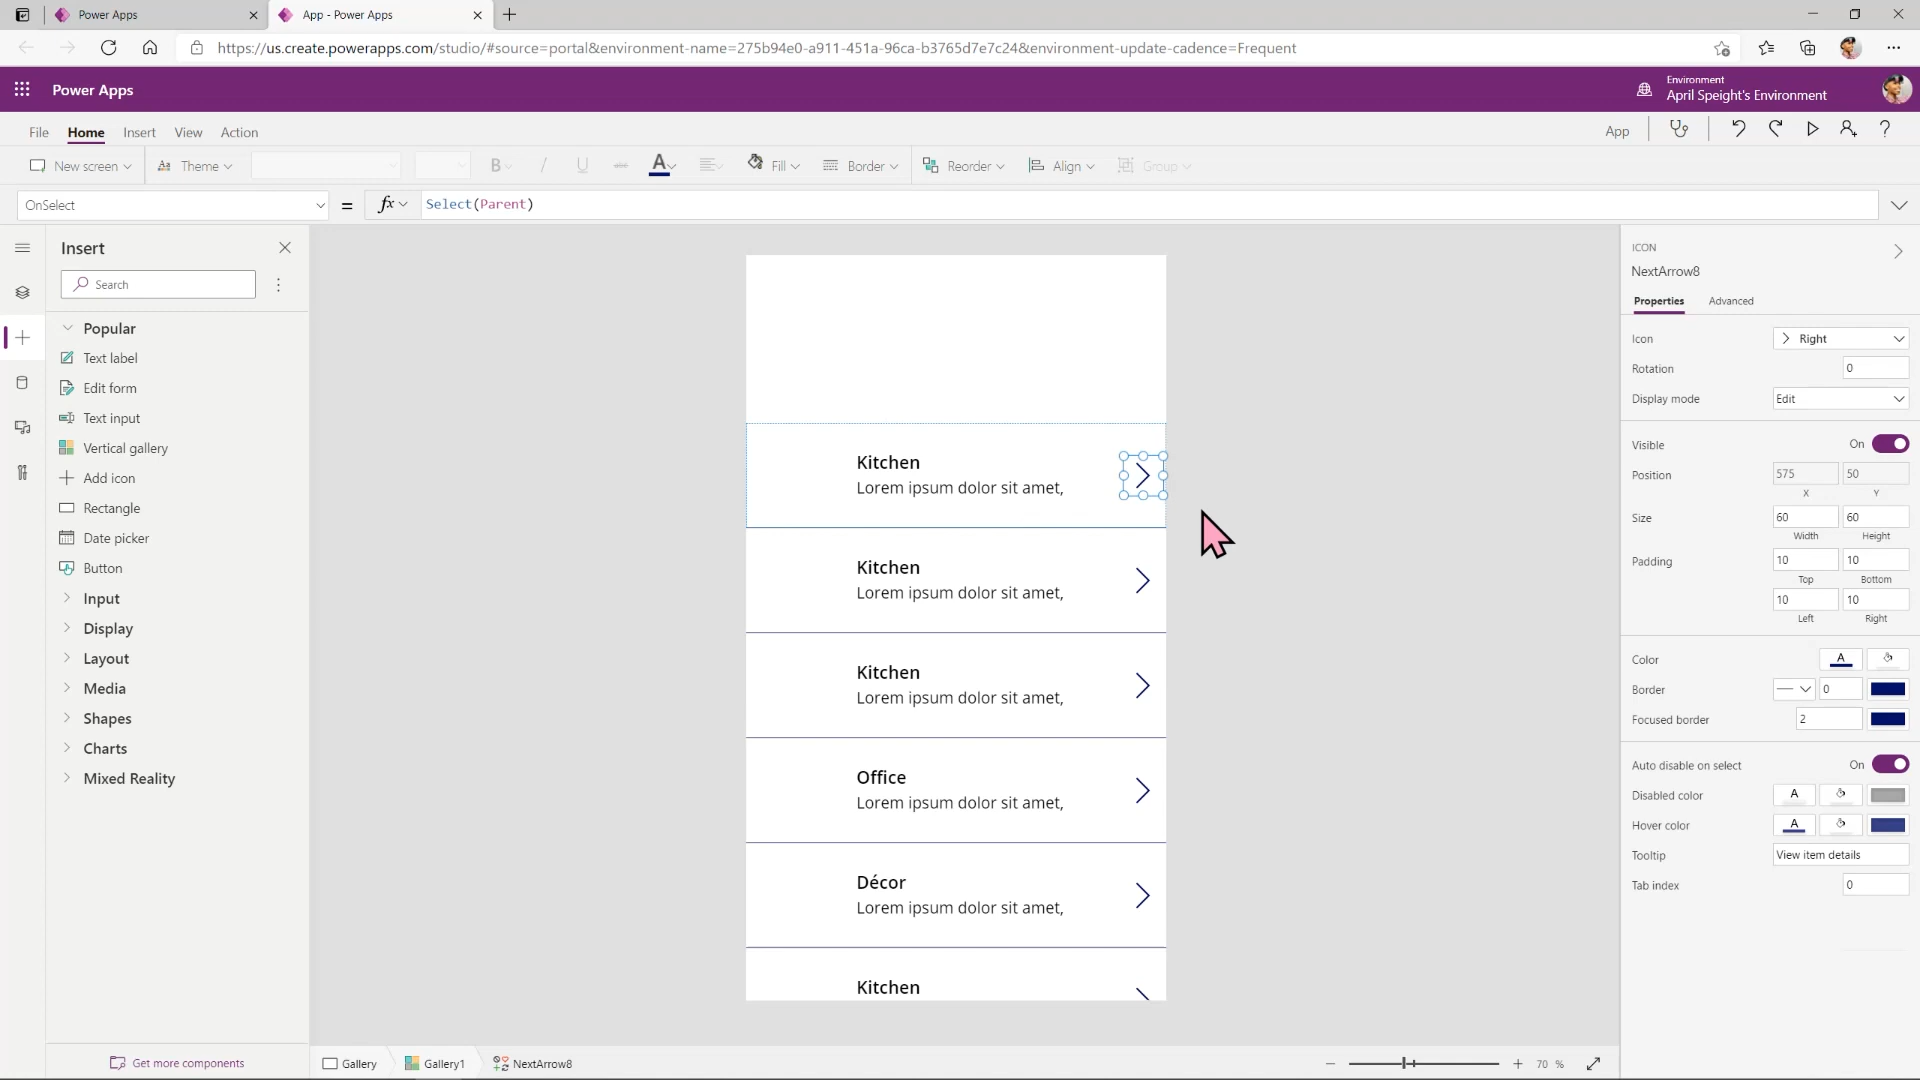 Power Apps
App - Power Apps
https://us.create.powerapps.com/studio/#source=portal&environment-name=275b94e0-a911-451a-96ca-b3765d7e7c24&environment-update-cadence=Frequent
Power Apps
Environment
April Speight's Environment
File Home Insert View Action
App
New screen
Theme
B
I
U
abc
A
Fill
Border
Reorder
Align
Group
OnSelect
=
fx
Select(Parent)
Insert
Search
Popular
Text label
Edit form
Text input
Vertical gallery
Add icon
Rectangle
Date picker
Button
Input
Display
Layout
Media
Shapes
Charts
Mixed Reality
Get more components
Kitchen
Lorem ipsum dolor sit amet,
Kitchen
Lorem ipsum dolor sit amet,
Kitchen
Lorem ipsum dolor sit amet,
Office
Lorem ipsum dolor sit amet,
Décor
Lorem ipsum dolor sit amet,
Kitchen
Gallery
Gallery1
NextArrow8
70 %
ICON
NextArrow8
Properties Advanced
Icon Right
Rotation 0
Display mode Edit
Visible On
Position 575 50
X Y
Size 60 60
Width Height
Padding 10 10
Top Bottom
10 10
Left Right
Color A
Border 0
Focused border 2
Auto disable on select On
Disabled color A
Hover color A
Tooltip View item details
Tab index 0